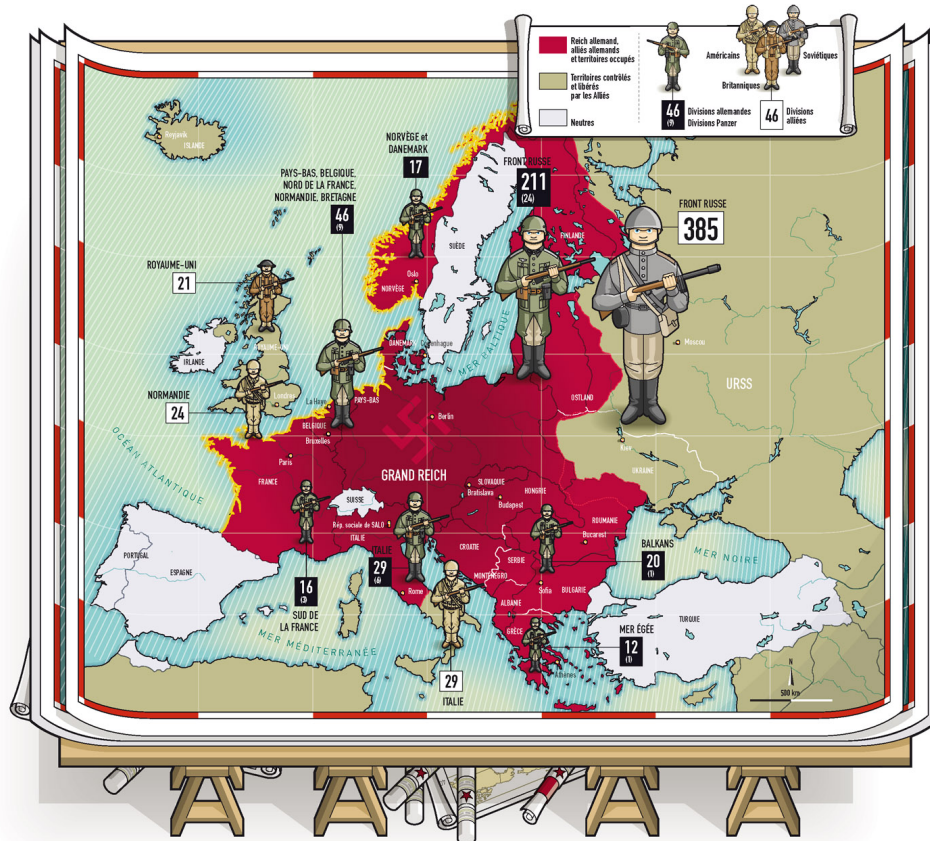 Reich allemand,
alliés allemands
et territoires occupés
Territoires contrôlés
et libérés
par les Alliés
Neutres
Américains
Soviétiques
Britanniques
46
(9)
Divisions allemandes
Divisions Panzer
46
Divisions
alliées
Reykjavik
ISLANDE
NORVÈGE et
DANEMARK
17
PAYS-BAS, BELGIQUE,
NORD DE LA FRANCE,
NORMANDIE, BRETAGNE
46
(9)
FRONT RUSSE
211
(24)
FRONT RUSSE
385
ROYAUME-UNI
21
SUÈDE
FINLANDE
Oslo
NORVÈGE
IRLANDE
ROYAUME-UNI
DANEMARK
Copenhague
MER BALTIQUE
Moscou
URSS
NORMANDIE
24
Londres
La Haye
PAYS-BAS
Berlin
OSTLAND
BELGIQUE
Bruxelles
Kiev
UKRAINE
OCÉAN ATLANTIQUE
Paris
FRANCE
GRAND REICH
SUISSE
SLOVAQUIE
Bratislava
HONGRIE
Budapest
Rép. sociale de SALO
ITALIE
ROUMANIE
Bucarest
CROATIE
SERBIE
ITALIE
29
(6)
BALKANS
20
(1)
MER NOIRE
PORTUGAL
ESPAGNE
MONTÉNÉGRO
Sofia
BULGARIE
16
(3)
SUD DE
LA FRANCE
Rome
ALBANIE
GRÈCE
TURQUIE
MER ÉGÉE
12
(1)
MER MÉDITERRANÉE
Athènes
29
ITALIE
N
500 km